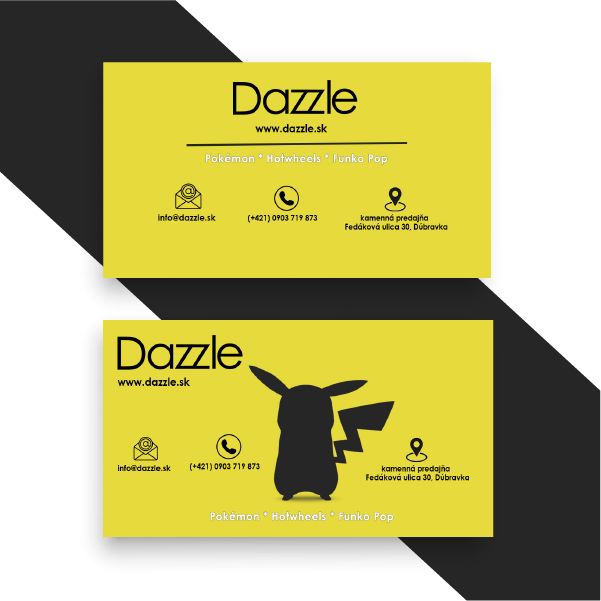 Dazzle
www.dazzle.sk
Pokémon * Hotwheels * Funko Pop
info@dazzle.sk
(+421) 0903 719 873
kamenná predajňa
Fedáková ulica 30, Dúbravka
Dazzle
www.dazzle.sk
info@dazzle.sk
(+421) 0903 719 873
kamenná predajňa
Fedáková ulica 30, Dúbravka
Pokémon * Hotwheels * Funko Pop